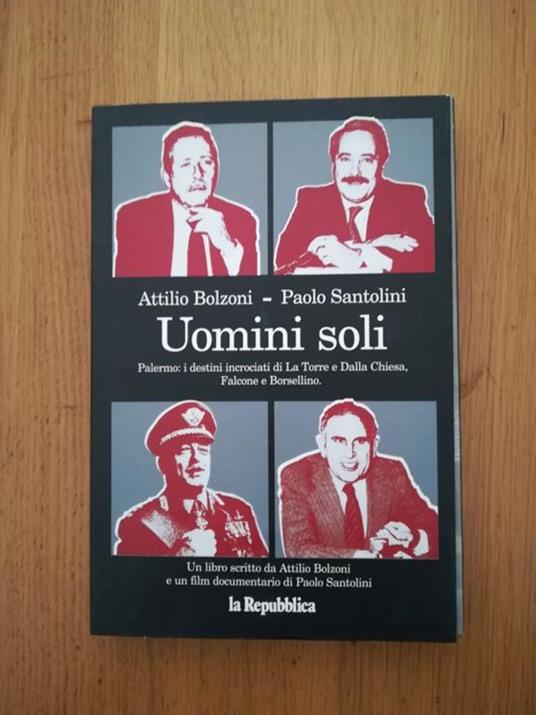 Attilio Bolzoni - Paolo Santolini
Uomini soli
Palermo: i destini incrociati di La Torre e Dalla Chiesa,
Falcone e Borsellino.
Un libro scritto da Attilio Bolzoni
e un film documentario di Paolo Santolini
la Repubblica